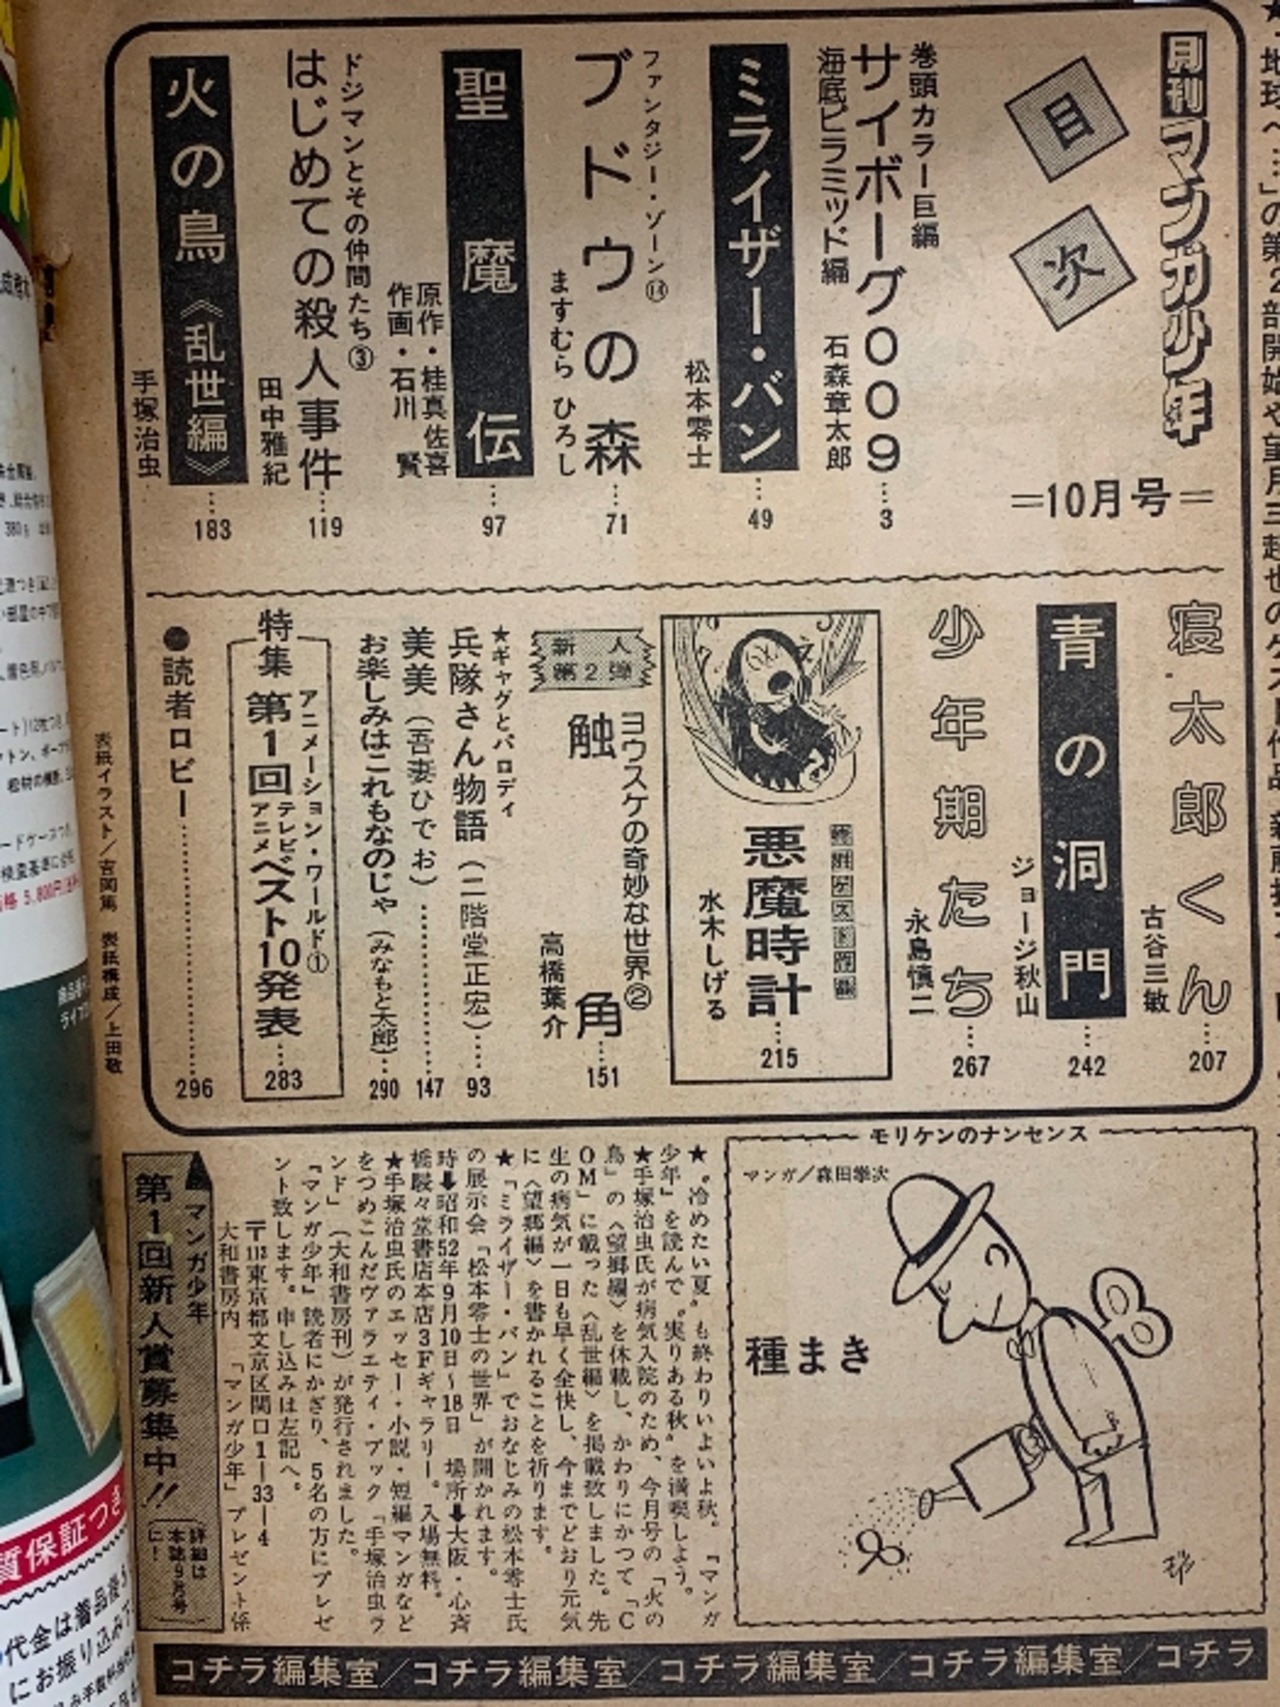 月刊マンガ少年
目次
＝10月号＝
巻頭カラー巨編
サイボーグ009
海底ピラミッド編
石森章太郎
…3
ミライザー・バン
松本零士
…49
ファンタジー・ゾーン⑭
ブドウの森
ますむら ひろし
…71
聖魔伝
原作・桂真佐喜
作画・石川 賢
…97
ドジマンとその仲間たち③
はじめての殺人事件
田中雅紀
…119
火の鳥《乱世編》
手塚治虫
…183
寝太郎くん
古谷三敏
…207
青の洞門
ジョージ秋山
…242
少年期たち
永島慎二
…267
特別ゲスト作品
悪魔時計
水木しげる
…215
新人
第2弾
ヨウスケの奇妙な世界②
触角
高橋葉介
…151
★ギャグとパロディ
兵隊さん物語（二階堂正宏）…93
美美（吾妻ひでお）…147
お楽しみはこれもなのじゃ（みなもと太郎）…290
特集
アニメーション・ワールド①
第1回テレビアニメベスト10発表
…283
●読者ロビー…296
表紙イラスト／吉岡篤 表紙構成／上田敬
モリケンのナンセンス
マンガ／森田拳次
種まき
★〝冷めたい夏〟も終わりいよいよ秋。『マンガ
少年』を読んで〝実りある秋〟を満喫しよう。
★手塚治虫氏が病気入院のため、今月号の「火の
鳥」の〈望郷編〉を休載し、かわりにかつて「C
OM」に載った〈乱世編〉を掲載致しました。先
生の病気が一日も早く全快し、今までどおり元気
に〈望郷編〉を書かれることを祈ります。
★「ミライザー・バン」でおなじみの松本零士氏
の展示会「松本零士の世界」が開かれます。
時➡昭和52年9月10日～18日 場所➡大阪・心斎
橋駸々堂書店本店3Fギャラリー。入場無料。
★手塚治虫氏のエッセー・小説・短編マンガなど
をつめこんだヴァラエティ・ブック『手塚治虫ラ
ンド』（大和書房刊）が発行されました。
『マンガ少年』読者にかぎり、5名の方にプレゼ
ント致します。申し込みは左記へ。
〒113東京都文京区関口1―33―4
大和書房内 『マンガ少年』プレゼント係
マンガ少年
第1回新人賞募集中!!
詳細は
本誌9月号
に！
コチラ編集室／コチラ編集室／コチラ編集室／コチラ編集室／コチラ
質保証つき